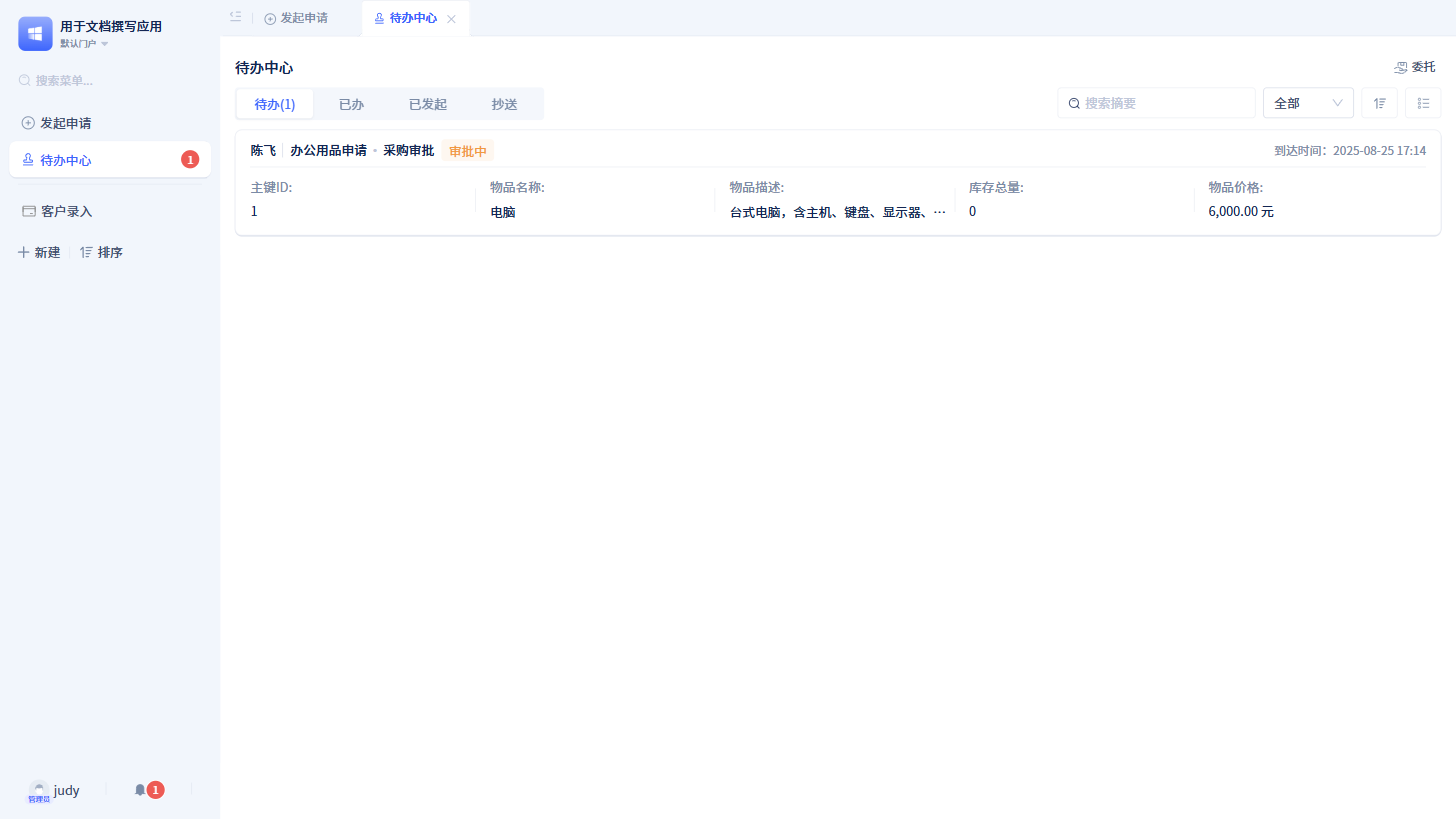 用于文档撰写应用
默认门户
搜索菜单...
发起申请
待办中心 1
客户录入
新建 排序
judy
管理员
1
发起申请 待办中心
待办中心
委托
待办(1) 已办 已发起 抄送
搜索摘要 全部
陈飞 办公用品申请 • 采购审批 审批中 到达时间：2025-08-25 17:14
主键ID: 物品名称: 物品描述: 库存总量: 物品价格:
1 电脑 台式电脑，含主机、键盘、显示器、… 0 6,000.00 元